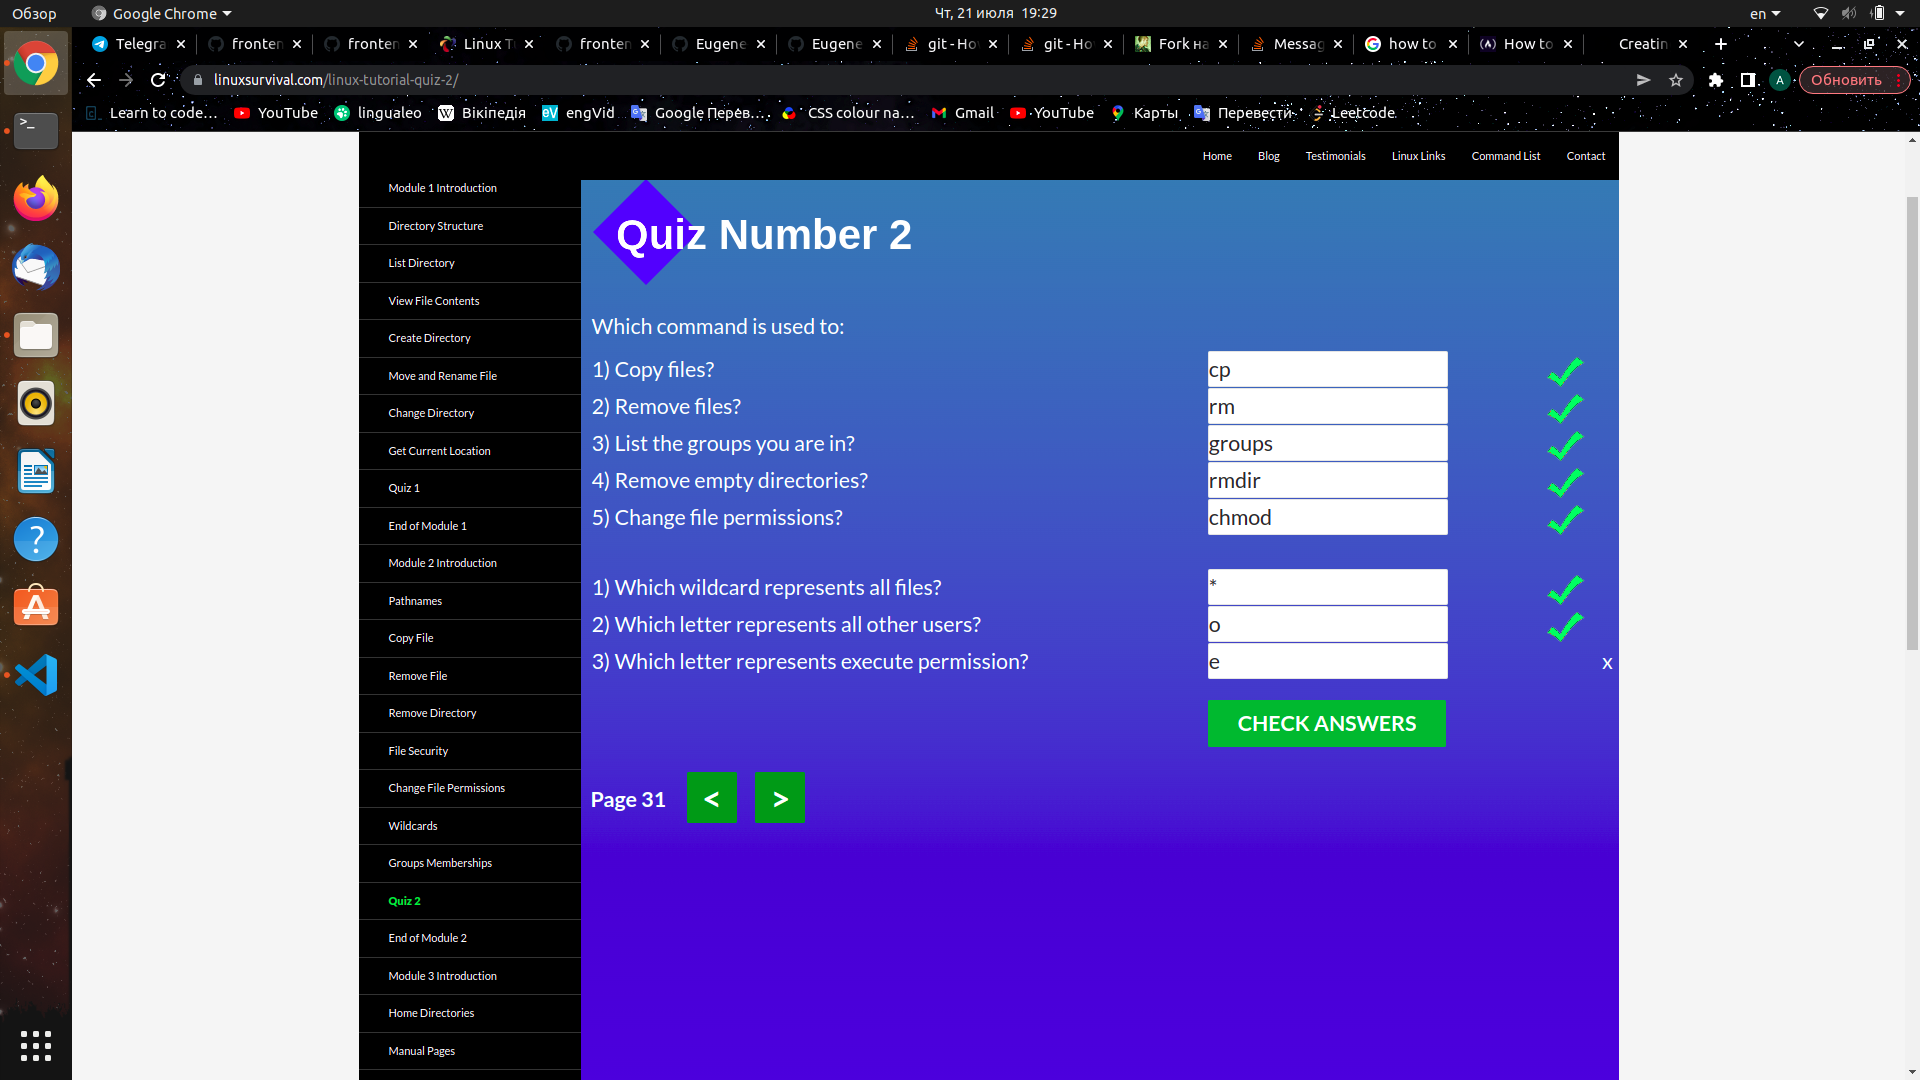 Обзор
Google Chrome
Чт, 21 июля 19:29
en
Telegra
fronten
fronten
Linux T
fronten
Eugene
Eugene
git - Ho
git - Ho
Fork на
Messag
how to
How to
Creatin
linuxsurvival.com/linux-tutorial-quiz-2/
A
Обновить
Learn to code...
YouTube
lingualeo
Вікіпедія
engVid
Google Перев...
CSS colour na...
Gmail
YouTube
Карты
Перевести
Leetcode
Home
Blog
Testimonials
Linux Links
Command List
Contact
Module 1 Introduction
Directory Structure
List Directory
View File Contents
Create Directory
Move and Rename File
Change Directory
Get Current Location
Quiz 1
End of Module 1
Module 2 Introduction
Pathnames
Copy File
Remove File
Remove Directory
File Security
Change File Permissions
Wildcards
Groups Memberships
Quiz 2
End of Module 2
Module 3 Introduction
Home Directories
Manual Pages
Quiz Number 2
Which command is used to:
1) Copy files? cp
2) Remove files? rm
3) List the groups you are in? groups
4) Remove empty directories? rmdir
5) Change file permissions? chmod
1) Which wildcard represents all files? *
2) Which letter represents all other users? o
3) Which letter represents execute permission? e x
CHECK ANSWERS
Page 31 < >